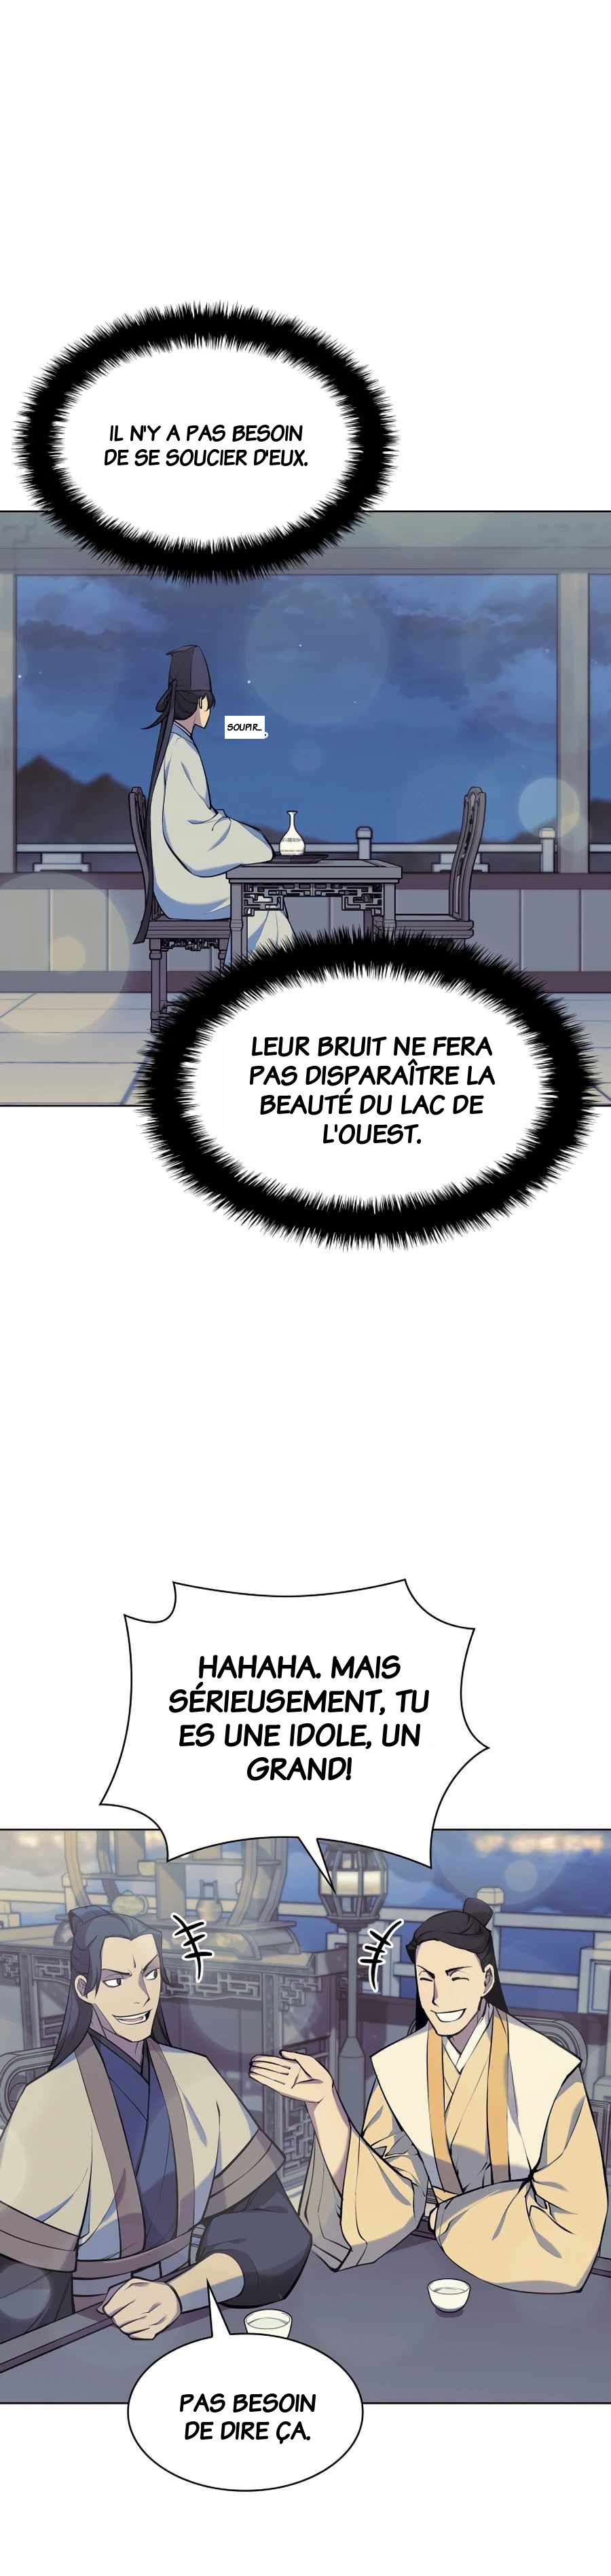 IL N'Y A PAS BESOIN
DE SE SOUCIER D'EUX.
SOUPIR...
LEUR BRUIT NE FERA
PAS DISPARAÎTRE LA
BEAUTÉ DU LAC DE
L'OUEST.
HAHAHA. MAIS
SÉRIEUSEMENT, TU
ES UNE IDOLE, UN
GRAND!
PAS BESOIN
DE DIRE ÇA.